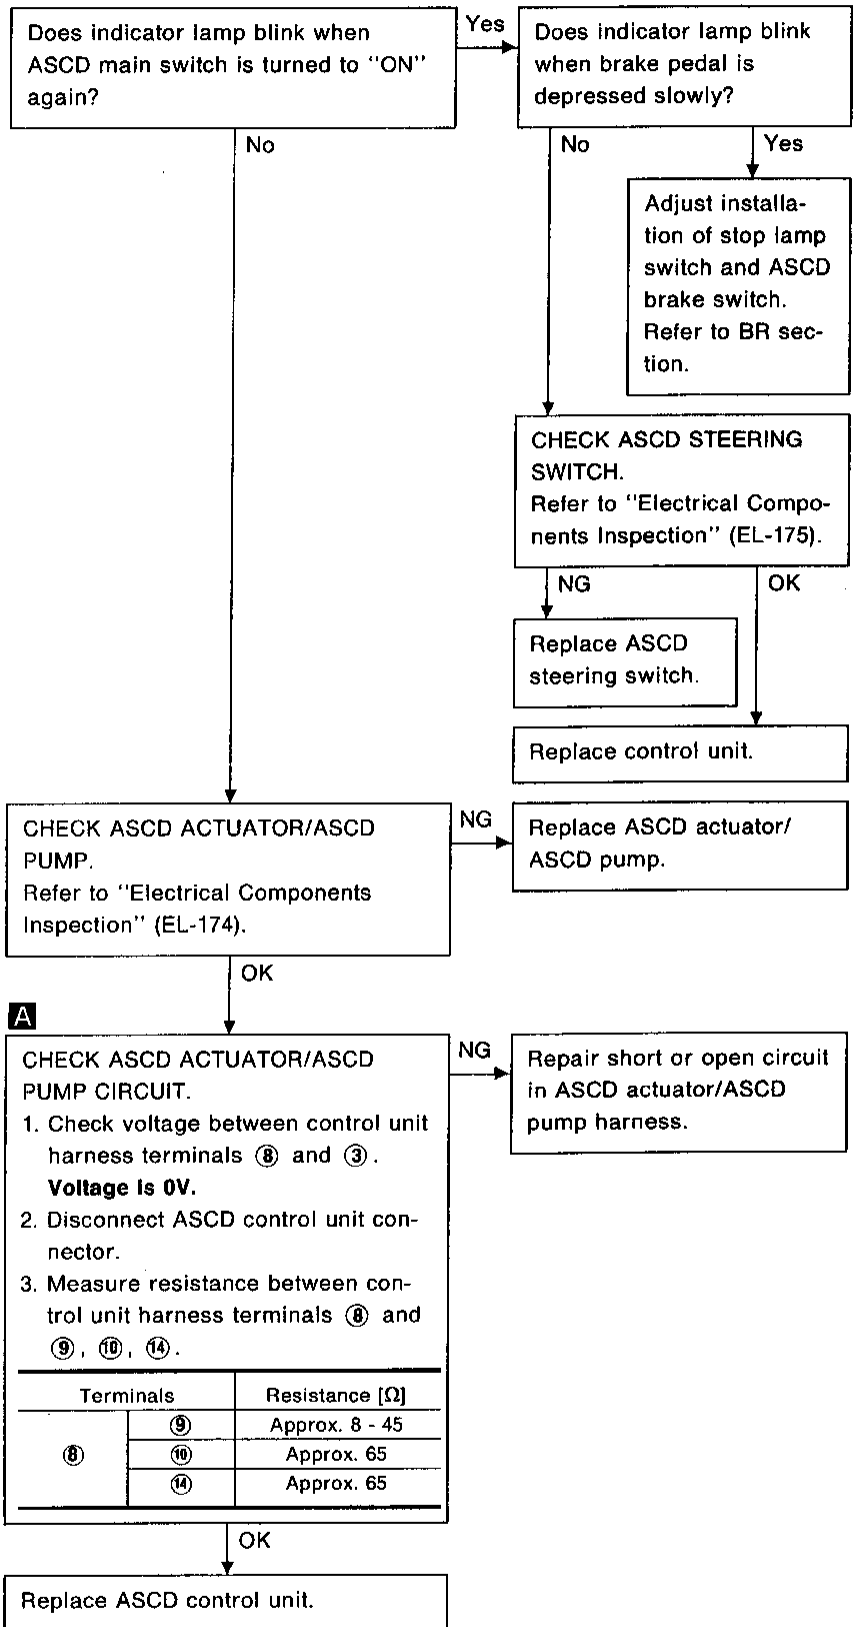 Does indicator lamp blink when
ASCD main switch is turned to "ON"
again?
Yes
Does indicator lamp blink
when brake pedal is
depressed slowly?
No
No
Yes
Adjust installa-
tion of stop lamp
switch and ASCD
brake switch.
Refer to BR sec-
tion.
CHECK ASCD STEERING
SWITCH.
Refer to "Electrical Compo-
nents Inspection" (EL-175).
NG
OK
Replace ASCD
steering switch.
Replace control unit.
CHECK ASCD ACTUATOR/ASCD
PUMP.
Refer to "Electrical Components
Inspection" (EL-174).
NG
Replace ASCD actuator/
ASCD pump.
OK
A
CHECK ASCD ACTUATOR/ASCD
PUMP CIRCUIT.
1. Check voltage between control unit
harness terminals ⑧ and ③.
Voltage is 0V.
2. Disconnect ASCD control unit con-
nector.
3. Measure resistance between con-
trol unit harness terminals ⑧ and
⑨, ⑩, ⑭.
Terminals Resistance [Ω]
⑨ Approx. 8 - 45
⑧ ⑩ Approx. 65
⑭ Approx. 65
NG
Repair short or open circuit
in ASCD actuator/ASCD
pump harness.
OK
Replace ASCD control unit.